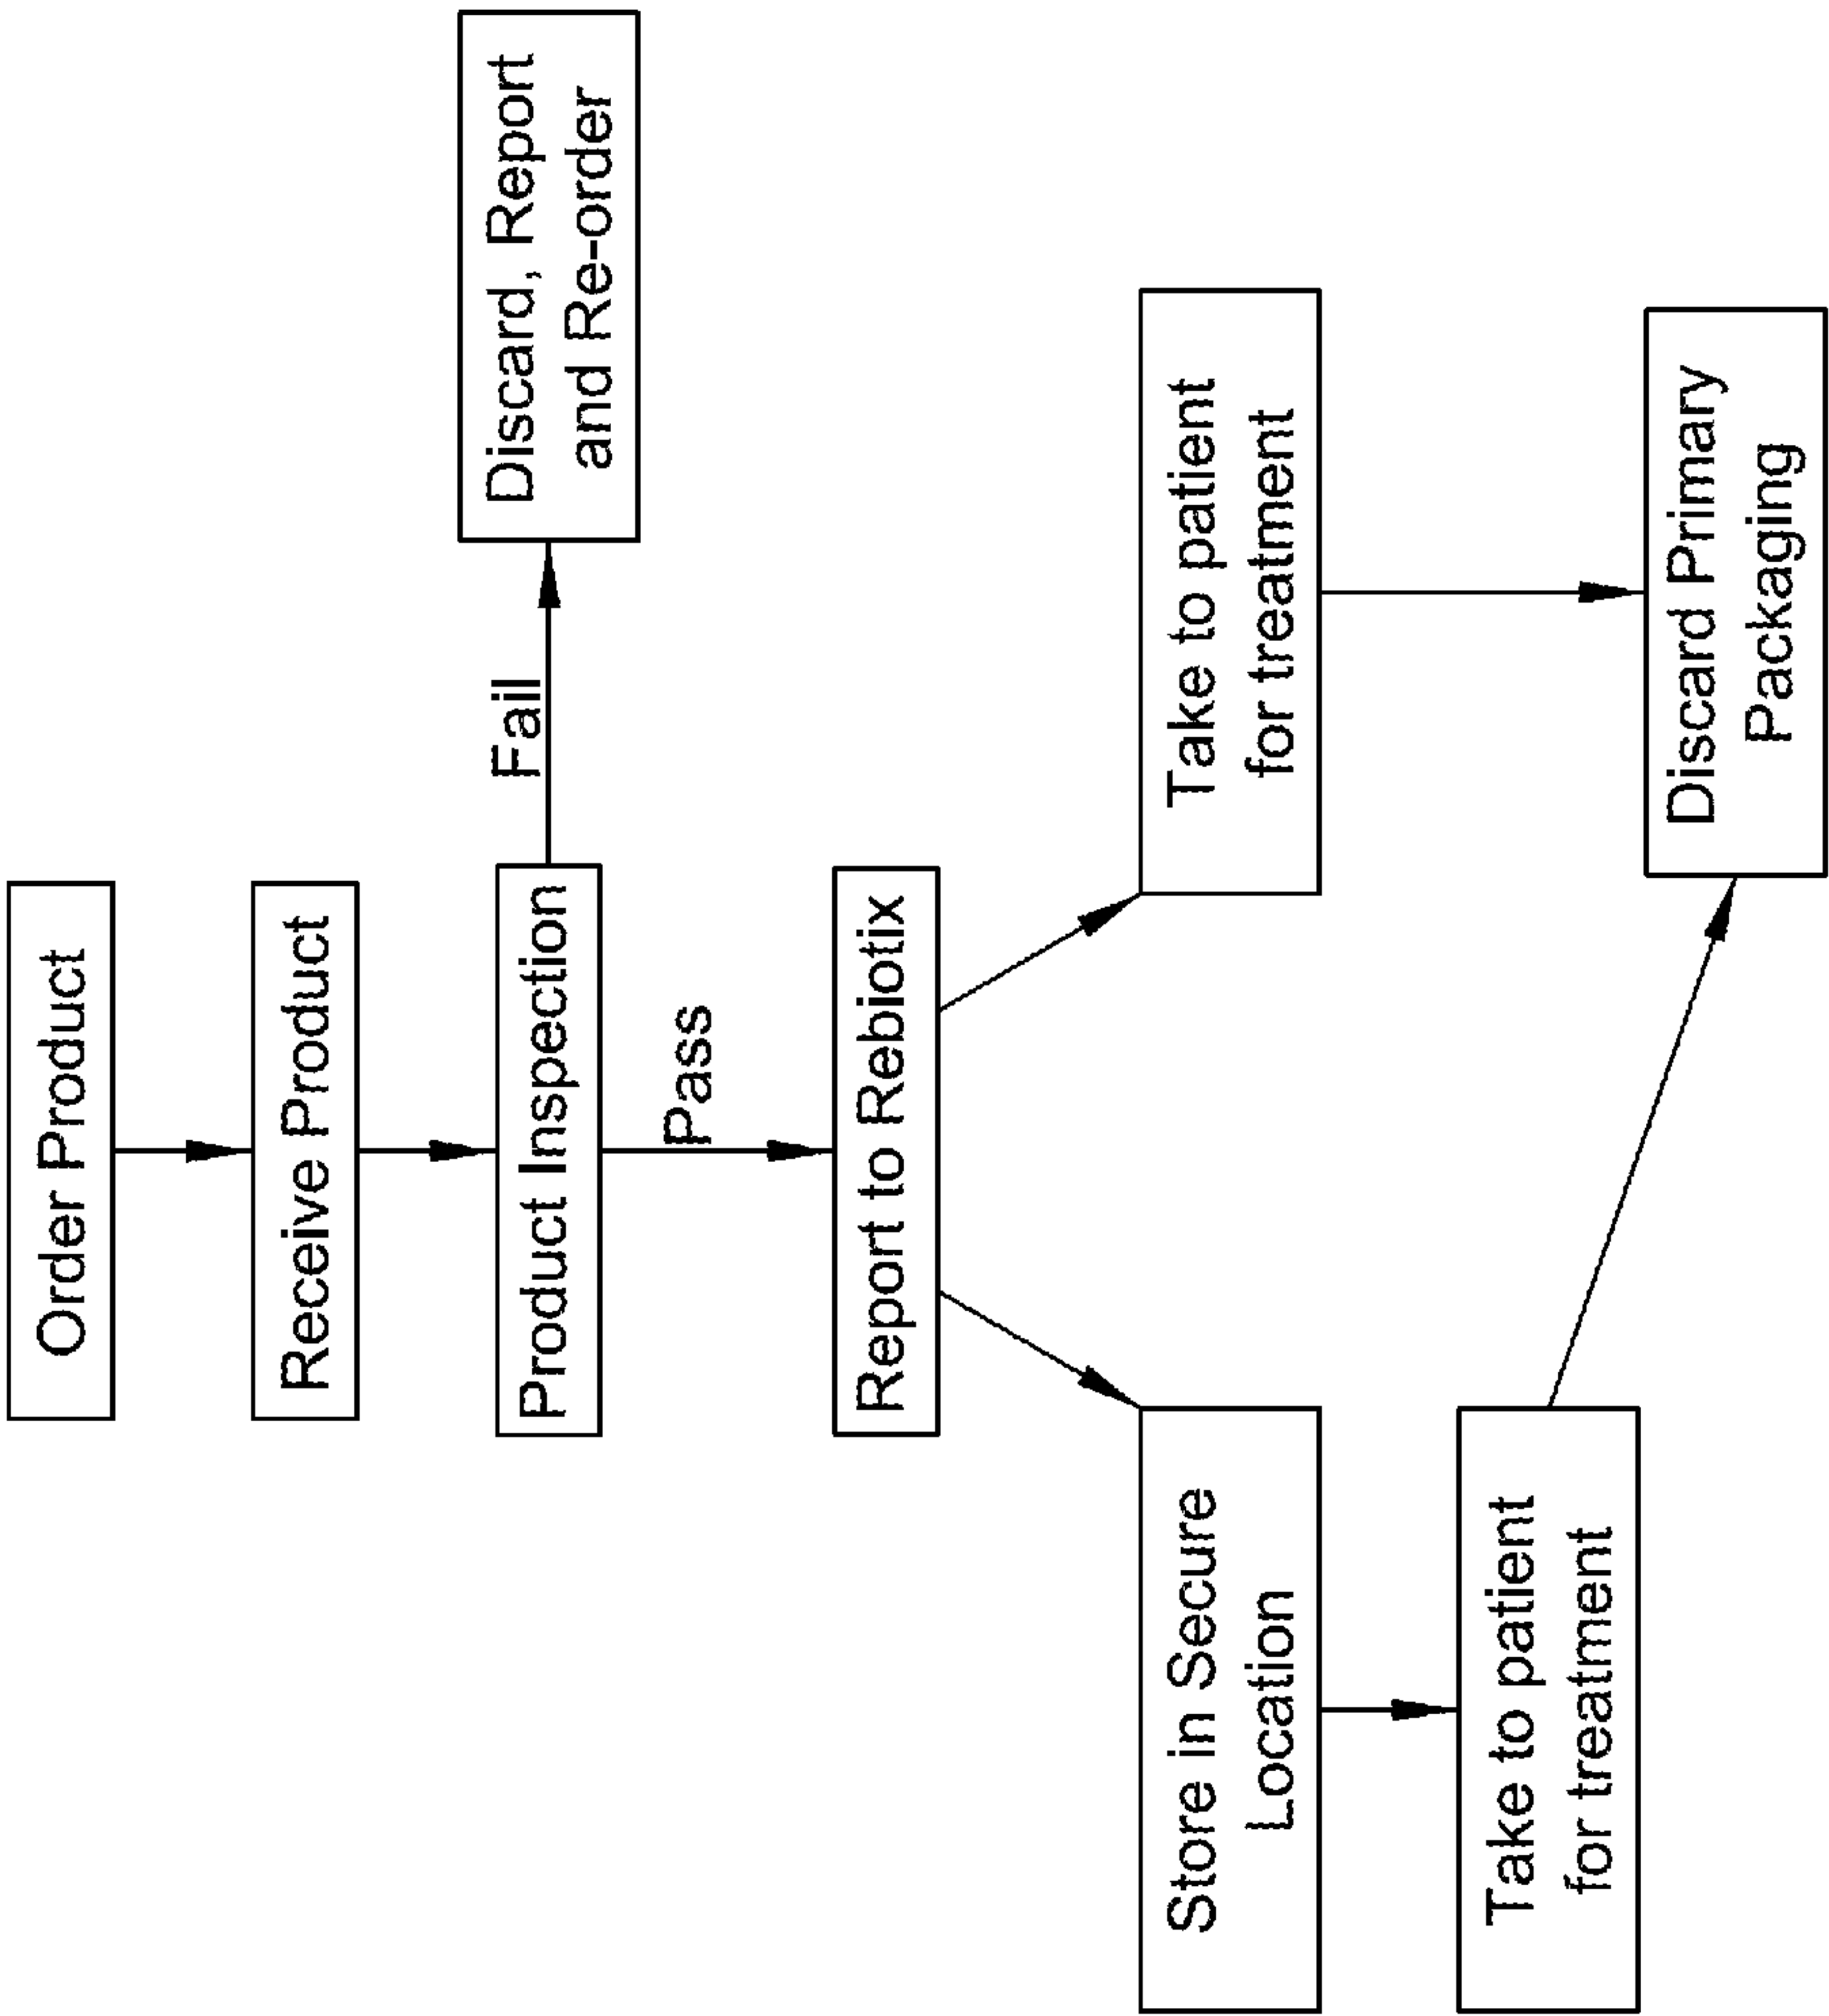 Order Product
Receive Product
Product Inspection
Fail
Discard, Report
and Re-order
Pass
Report to Rebiotix
Store in Secure
Location
Take to patient
for treatment
Take to patient
for treatment
Discard Primary
Packaging